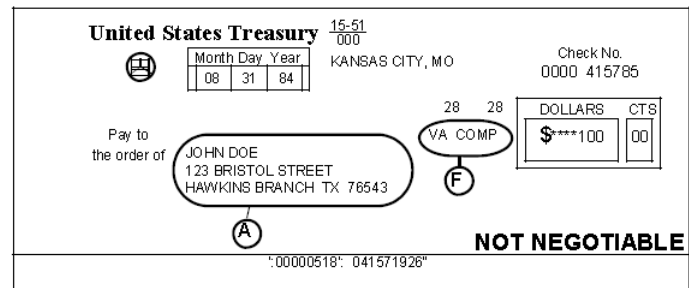 United States Treasury 15-51
000
Month Day Year
08 31 84
KANSAS CITY, MO
Check No.
0000 415785
28 28
DOLLARS CTS
VA COMP
$****100 00
Pay to
the order of
JOHN DOE
123 BRISTOL STREET
HAWKINS BRANCH TX 76543
F
A
NOT NEGOTIABLE
':00000518': 041571926"